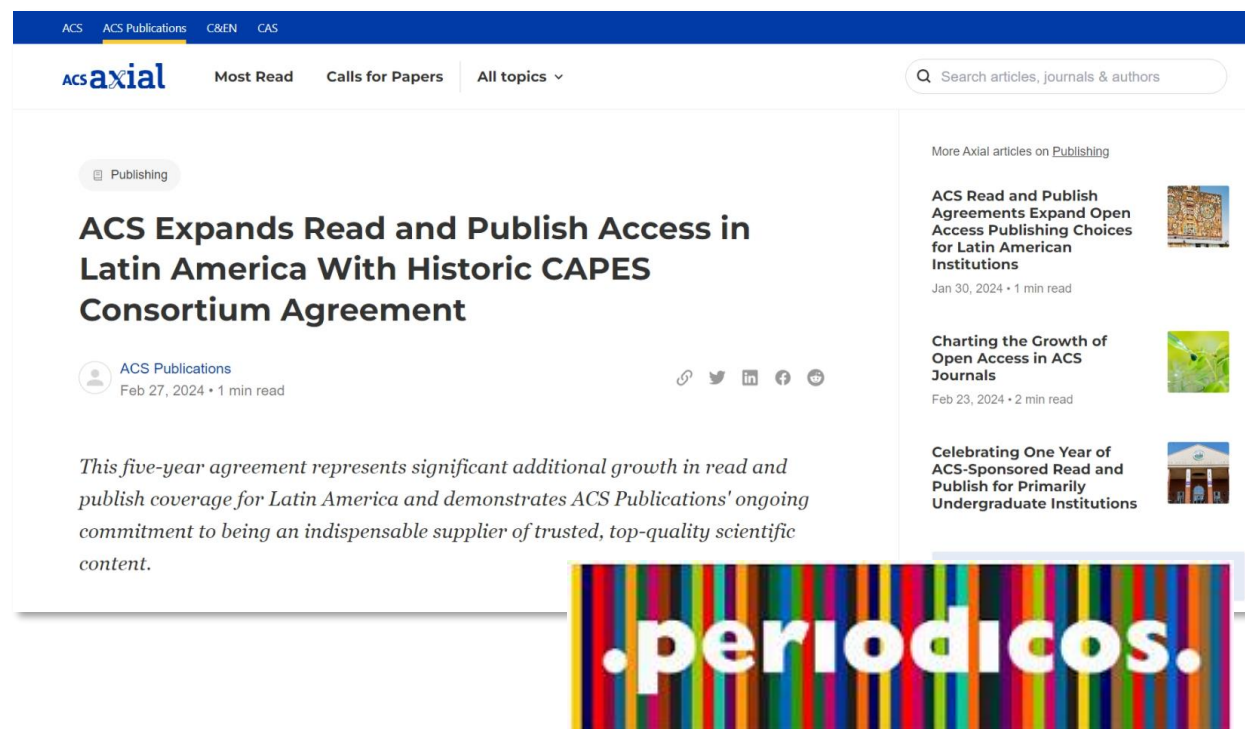 ACS ACS Publications C&EN CAS
ACS axial Most Read Calls for Papers All topics Search articles, journals & authors
Publishing
ACS Expands Read and Publish Access in
Latin America With Historic CAPES
Consortium Agreement
ACS Publications
Feb 27, 2024 • 1 min read
This five-year agreement represents significant additional growth in read and
publish coverage for Latin America and demonstrates ACS Publications' ongoing
commitment to being an indispensable supplier of trusted, top-quality scientific
content.
More Axial articles on Publishing
ACS Read and Publish
Agreements Expand Open
Access Publishing Choices
for Latin American
Institutions
Jan 30, 2024 • 1 min read
Charting the Growth of
Open Access in ACS
Journals
Feb 23, 2024 • 2 min read
Celebrating One Year of
ACS-Sponsored Read and
Publish for Primarily
Undergraduate Institutions
.periodicos.